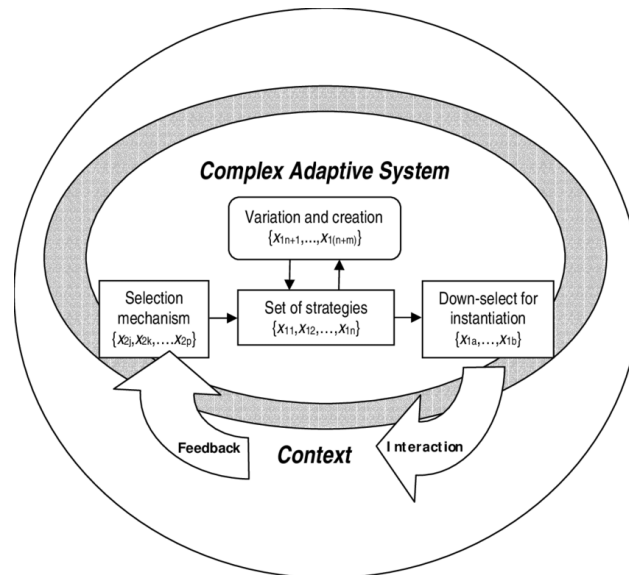 Complex Adaptive System
Variation and creation
{x1n+1,...,x1(n+m)}
Selection
mechanism
{x2j,x2k,....x2p}
Set of strategies
{x11,x12,...,x1n}
Down-select for
instantiation
{x1a,...,x1b}
Feedback
Context
Interaction